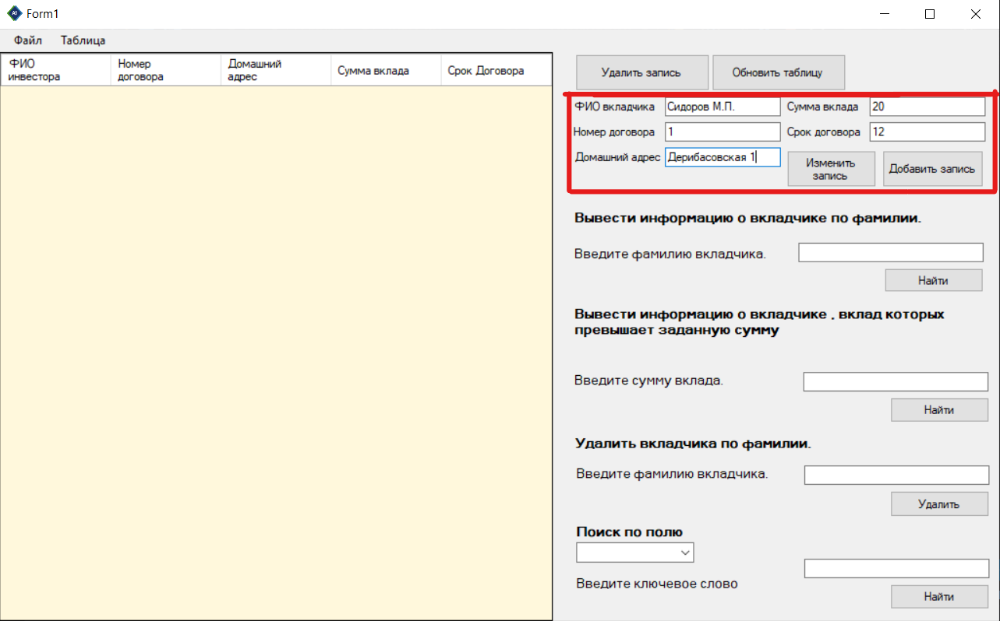 Form1
Файл Таблица
ФИО инвестора
Номер договора
Домашний адрес
Сумма вклада
Срок Договора
Удалить запись
Обновить таблицу
ФИО вкладчика Сидоров М.П. Сумма вклада 20
Номер договора 1 Срок договора 12
Домашний адрес Дерибасовская 1
Изменить запись
Добавить запись
Вывести информацию о вкладчике по фамилии.
Введите фамилию вкладчика.
Найти
Вывести информацию о вкладчике , вклад которых
превышает заданную сумму
Введите сумму вклада.
Найти
Удалить вкладчика по фамилии.
Введите фамилию вкладчика.
Удалить
Поиск по полю
Введите ключевое слово
Найти